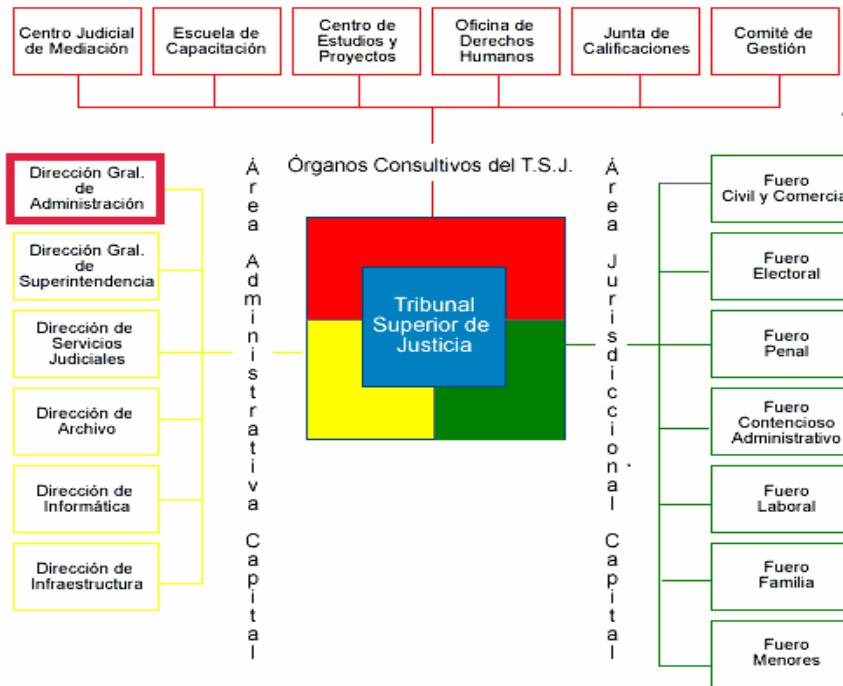 Centro Judicial
de Mediación
Escuela de
Capacitación
Centro de
Estudios y
Proyectos
Oficina de
Derechos
Humanos
Junta de
Calificaciones
Comité de
Gestión
Órganos Consultivos del T.S.J.
Dirección Gral.
de
Administración
Dirección Gral.
de
Superintendencia
Dirección de
Servicios
Judiciales
Dirección de
Archivo
Dirección de
Informática
Dirección de
Infraestructura
Área Administrativa Capital
Tribunal
Superior de
Justicia
Área Jurisdiccional Capital
Fuero
Civil y Comercia
Fuero
Electoral
Fuero
Penal
Fuero
Contencioso
Administrativo
Fuero
Laboral
Fuero
Familia
Fuero
Menores